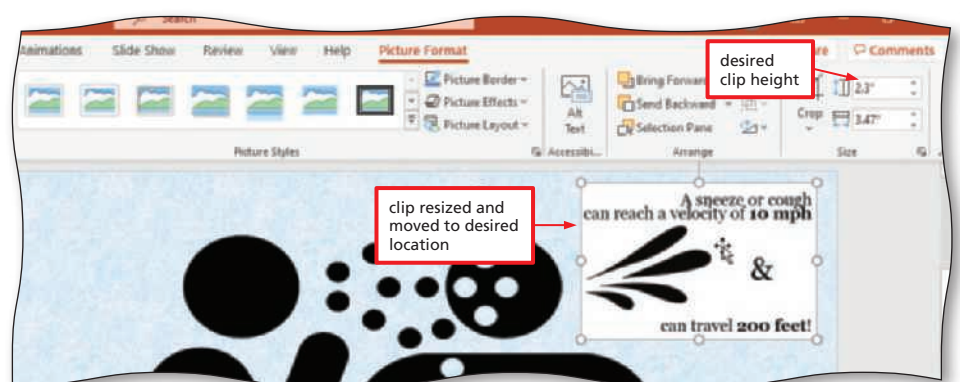 Search
Animations Slide Show Review View Help Picture Format Comments
desired
clip height
Picture Border
Picture Effects
Picture Layout
Alt
Text
Bring Forward
Send Backward
Selection Pane
Crop
2.3"
3.47"
Picture Styles Accessibi... Arrange Size
clip resized and
moved to desired
location
A sneeze or cough
can reach a velocity of 10 mph
&
can travel 200 feet!